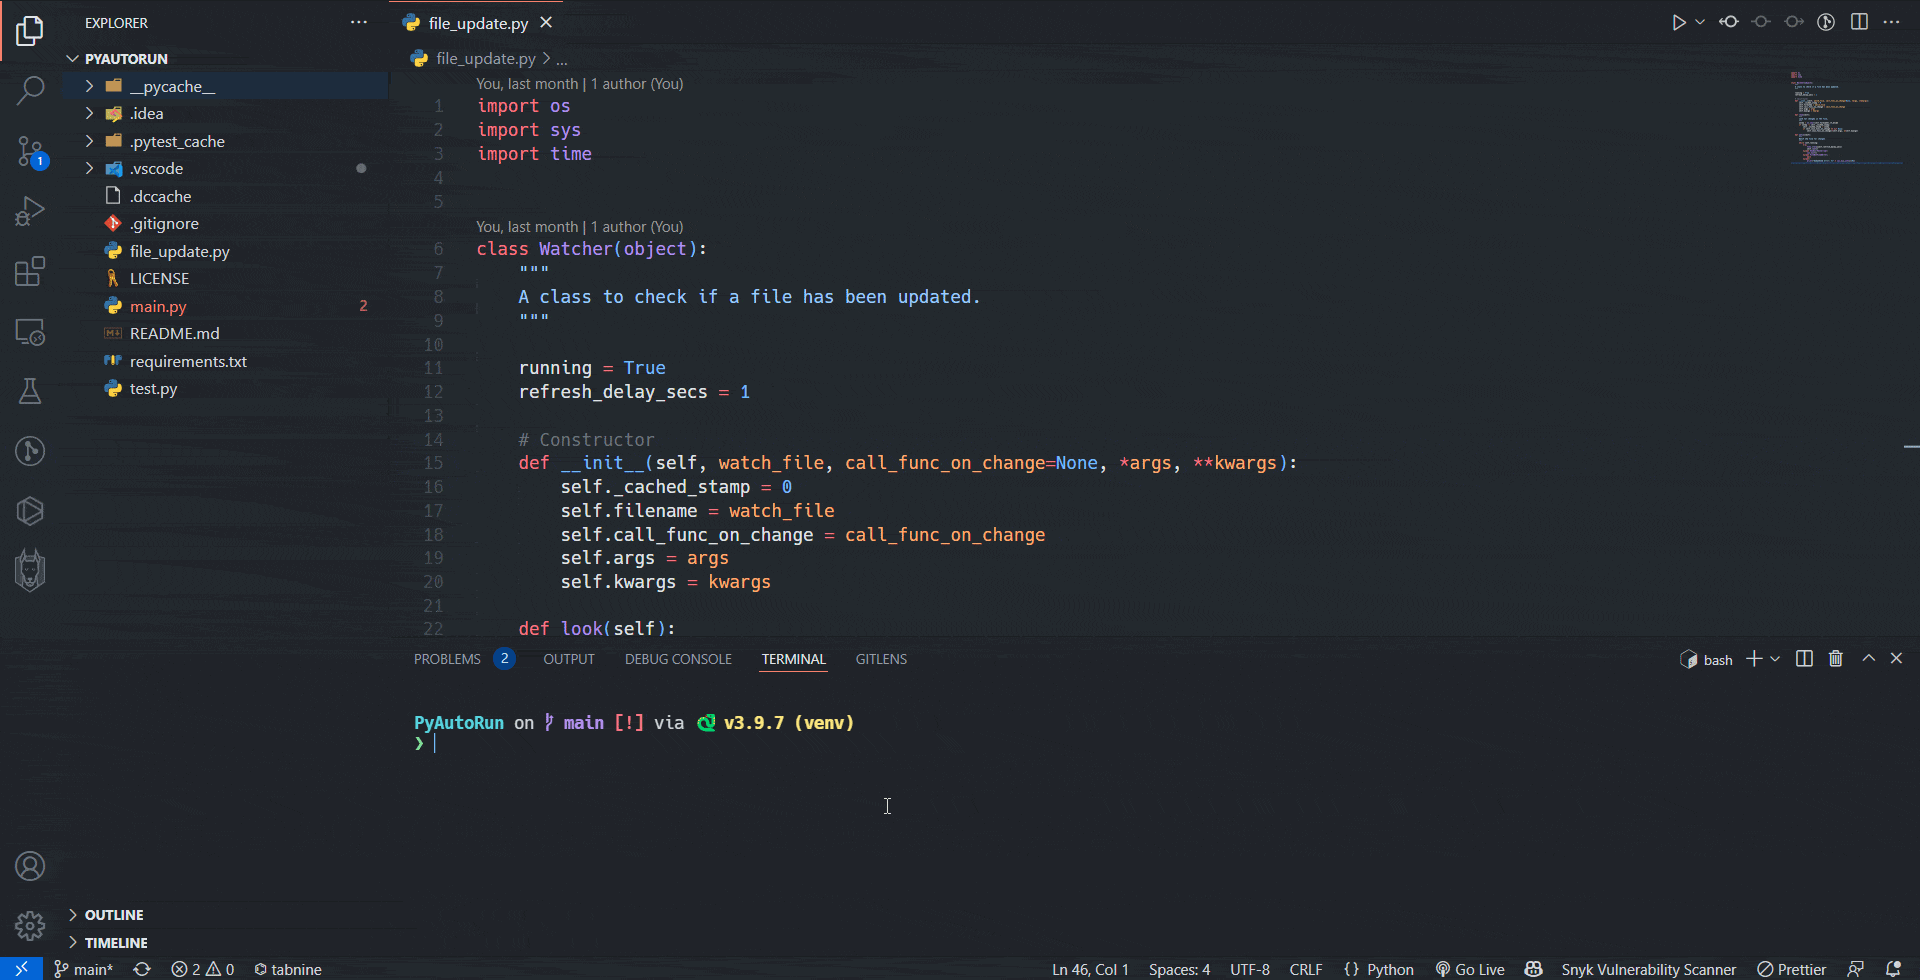 EXPLORER
PYAUTORUN
__pycache__
.idea
.pytest_cache
.vscode
.dccache
.gitignore
file_update.py
LICENSE
main.py 2
README.md
requirements.txt
test.py
OUTLINE
TIMELINE
1
file_update.py
file_update.py > ...
You, last month | 1 author (You)
1 import os
2 import sys
3 import time
4
5
You, last month | 1 author (You)
6 class Watcher(object):
7 """
8 A class to check if a file has been updated.
9 """
10
11 running = True
12 refresh_delay_secs = 1
13
14 # Constructor
15 def __init__(self, watch_file, call_func_on_change=None, *args, **kwargs):
16 self._cached_stamp = 0
17 self.filename = watch_file
18 self.call_func_on_change = call_func_on_change
19 self.args = args
20 self.kwargs = kwargs
21
22 def look(self):
PROBLEMS 2 OUTPUT DEBUG CONSOLE TERMINAL GITLENS bash
PyAutoRun on main [!] via v3.9.7 (venv)
❯
main* 2 0 tabnine Ln 46, Col 1 Spaces: 4 UTF-8 CRLF {} Python Go Live Snyk Vulnerability Scanner Prettier